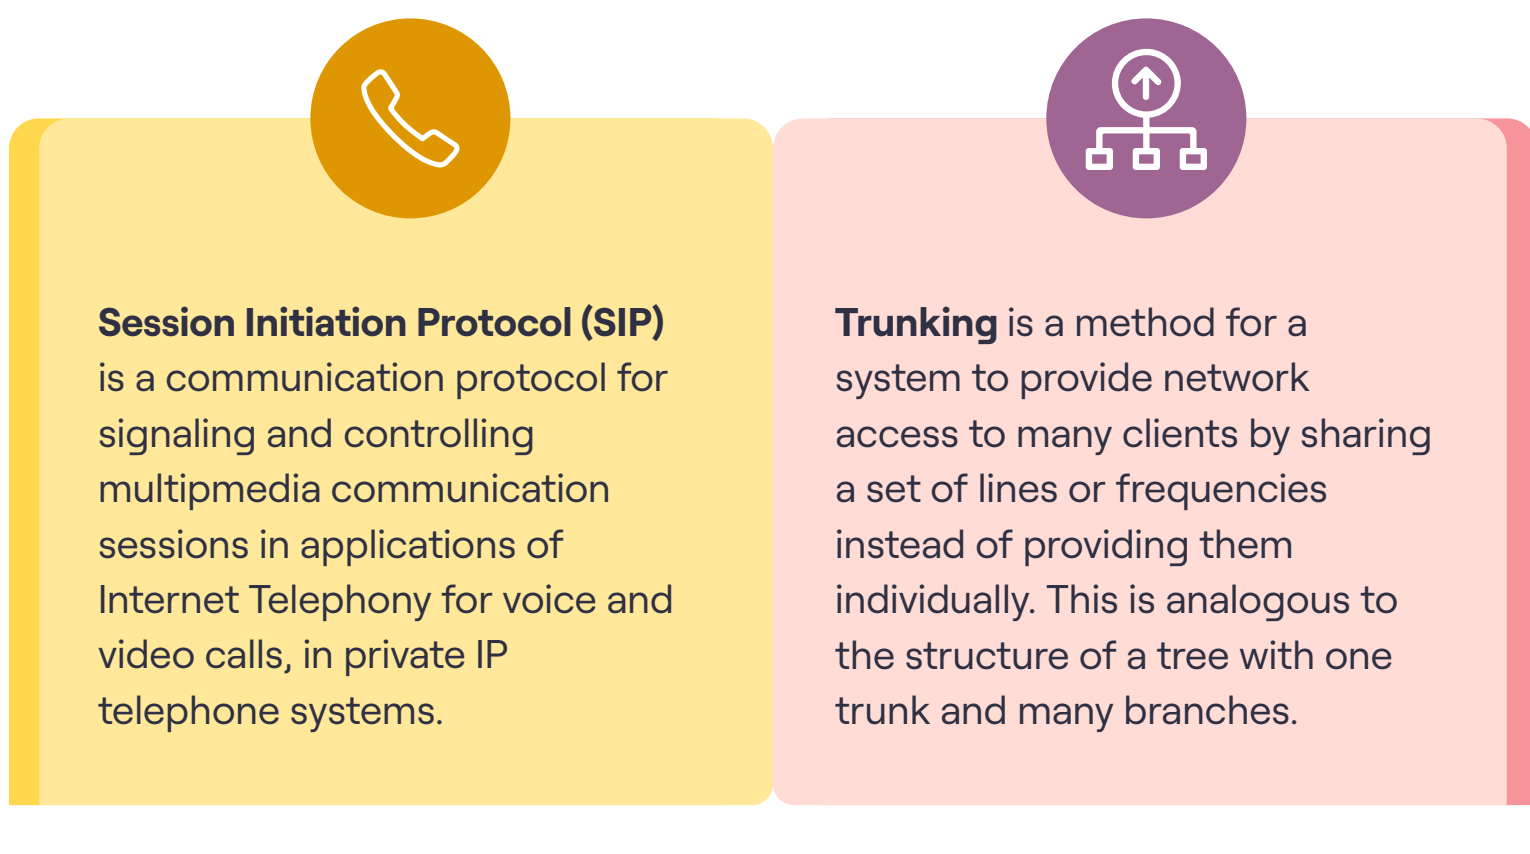 Session Initiation Protocol (SIP)
is a communication protocol for
signaling and controlling
multipmedia communication
sessions in applications of
Internet Telephony for voice and
video calls, in private IP
telephone systems.
Trunking is a method for a
system to provide network
access to many clients by sharing
a set of lines or frequencies
instead of providing them
individually. This is analogous to
the structure of a tree with one
trunk and many branches.